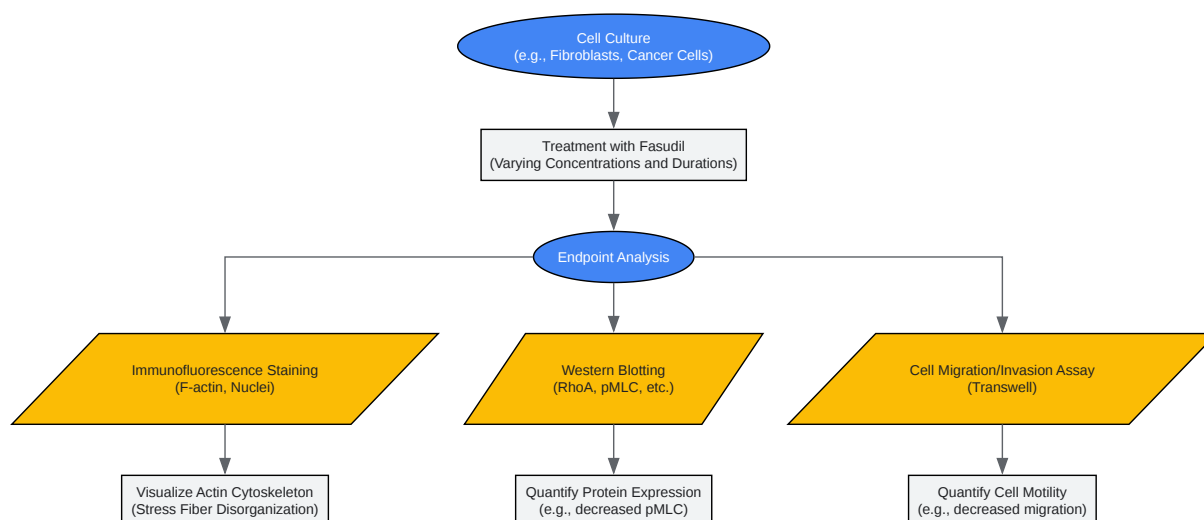 Cell Culture
(e.g., Fibroblasts, Cancer Cells)
Treatment with Fasudil
(Varying Concentrations and Durations)
Endpoint Analysis
Immunofluorescence Staining
(F-actin, Nuclei)
Western Blotting
(RhoA, pMLC, etc.)
Cell Migration/Invasion Assay
(Transwell)
Visualize Actin Cytoskeleton
(Stress Fiber Disorganization)
Quantify Protein Expression
(e.g., decreased pMLC)
Quantify Cell Motility
(e.g., decreased migration)